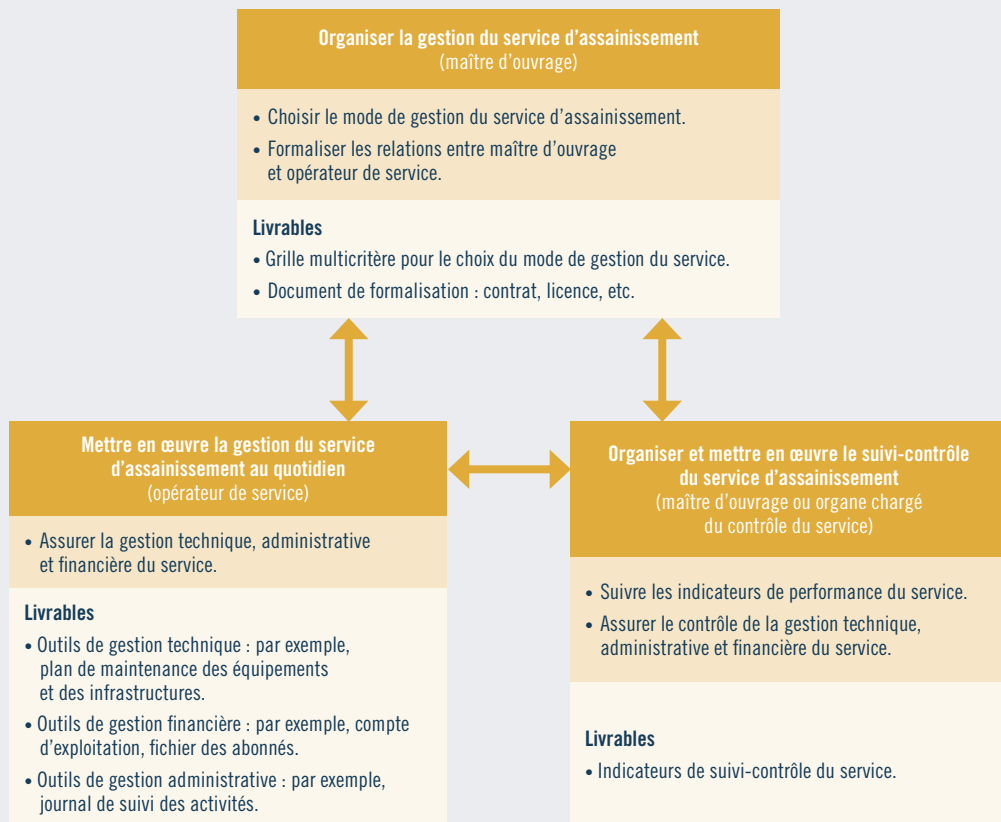 Organiser la gestion du service d'assainissement
(maître d'ouvrage)
• Choisir le mode de gestion du service d'assainissement.
• Formaliser les relations entre maître d'ouvrage
et opérateur de service.
Livrables
• Grille multicritère pour le choix du mode de gestion du service.
• Document de formalisation : contrat, licence, etc.
Mettre en œuvre la gestion du service
d'assainissement au quotidien
(opérateur de service)
• Assurer la gestion technique, administrative
et financière du service.
Livrables
• Outils de gestion technique : par exemple,
plan de maintenance des équipements
et des infrastructures.
• Outils de gestion financière : par exemple, compte
d'exploitation, fichier des abonnés.
• Outils de gestion administrative : par exemple,
journal de suivi des activités.
Organiser et mettre en œuvre le suivi-contrôle
du service d'assainissement
(maître d'ouvrage ou organe chargé
du contrôle du service)
• Suivre les indicateurs de performance du service.
• Assurer le contrôle de la gestion technique,
administrative et financière du service.
Livrables
• Indicateurs de suivi-contrôle du service.